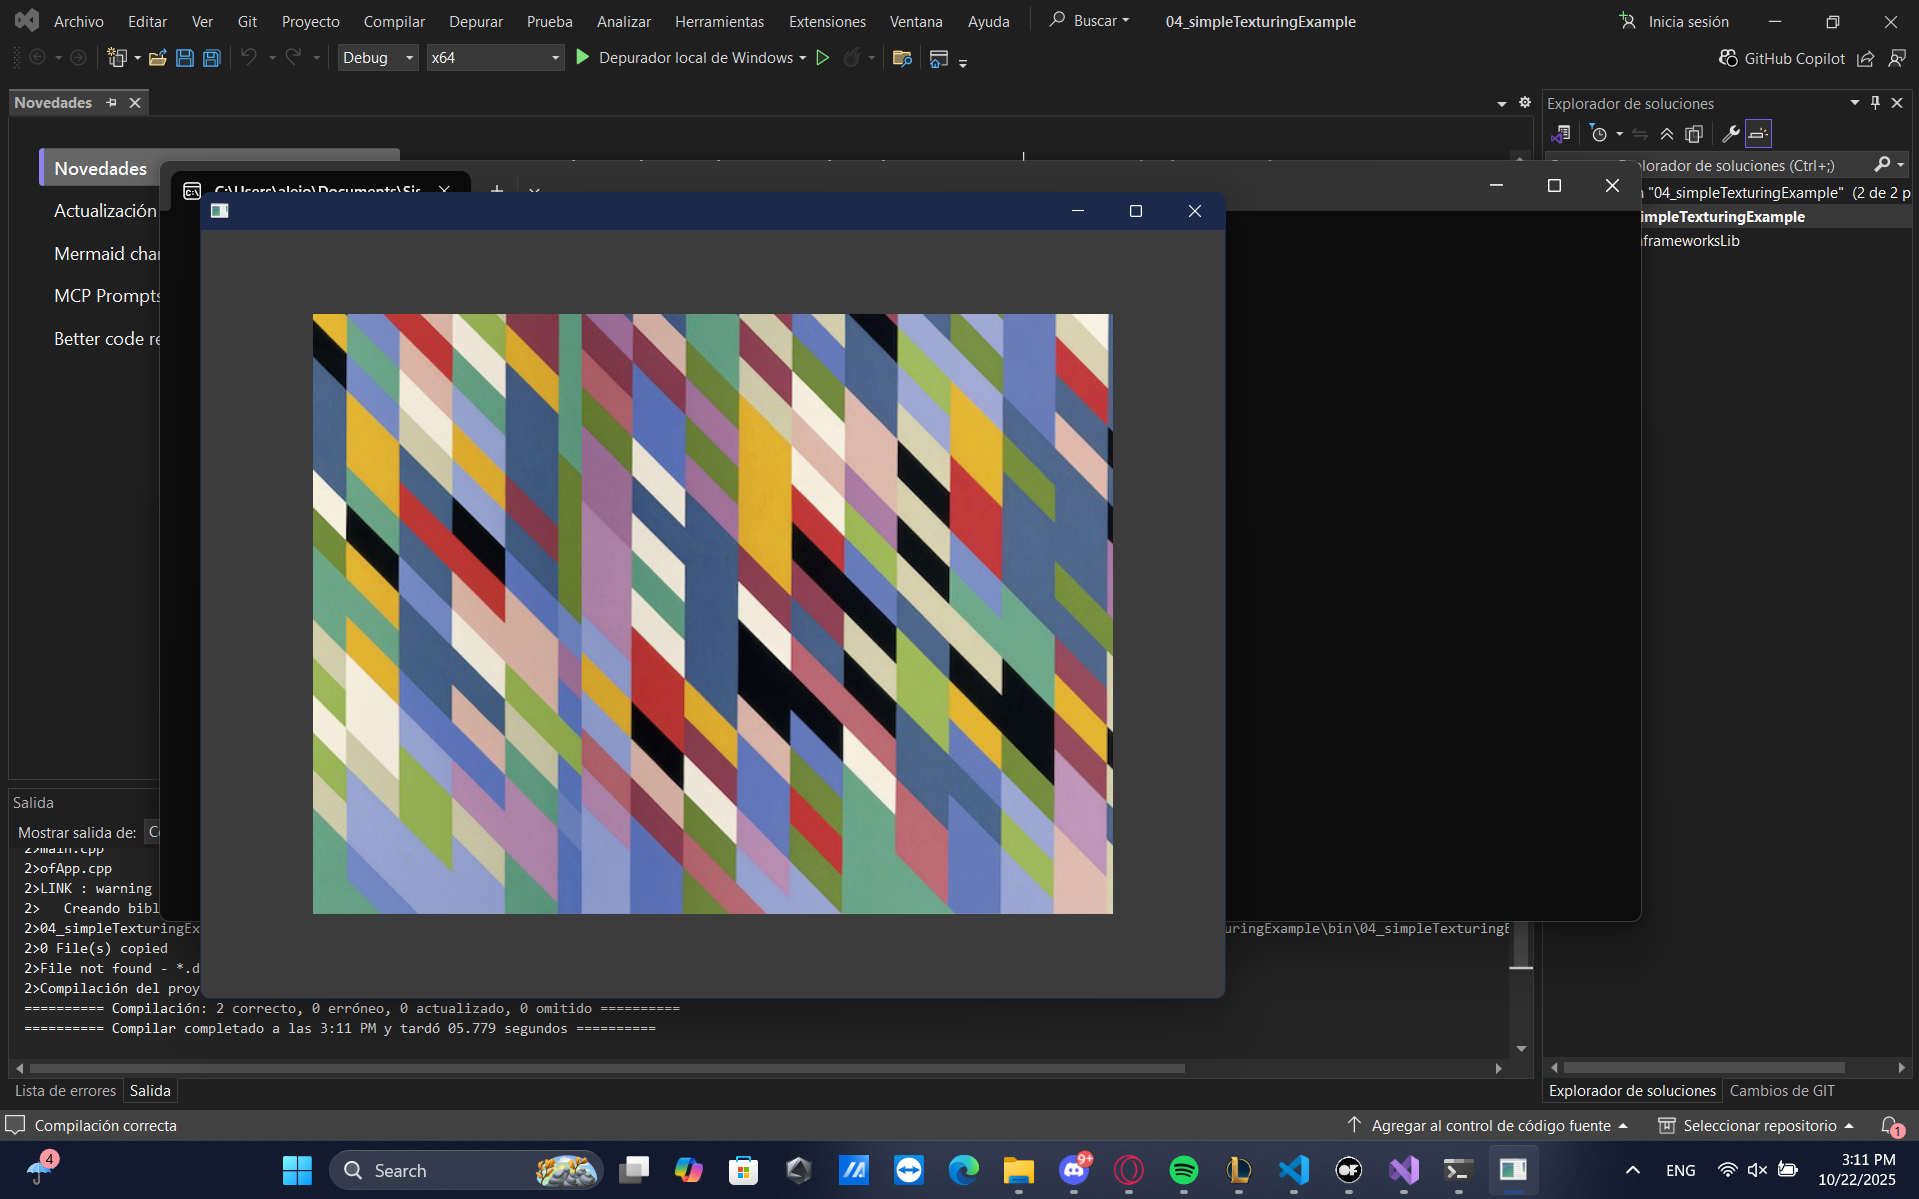 Archivo Editar Ver Git Proyecto Compilar Depurar Prueba Analizar Herramientas Extensiones Ventana Ayuda Buscar 04_simpleTexturingExample Inicia sesión
Debug x64 Depurador local de Windows GitHub Copilot
Novedades
Explorador de soluciones
Novedades
Actualización
Mermaid
MCP Prompts
Better code
C:\Users\alejo\Documents\
explorador de soluciones (Ctrl+;)
"04_simpleTexturingExample" (2 de 2 p
impleTexturingExample
frameworksLib
Salida
Mostrar salida de:
2>main.cpp
2>ofApp.cpp
2>LINK : warning
2> Creando
2>04_simpleTexturingEx
uringExample\bin\04_simpleTexturingE
2>0 File(s) copied
2>File not found - *.d
2>Compilación del proy
========== Compilación: 2 correcto, 0 erróneo, 0 actualizado, 0 omitido ==========
========== Compilar completado a las 3:11 PM y tardó 05.779 segundos ==========
Lista de errores Salida
Explorador de soluciones Cambios de GIT
Compilación correcta
Agregar al control de código fuente Seleccionar repositorio 1
4 Search 9+ OF ENG 3:11 PM
10/22/2025